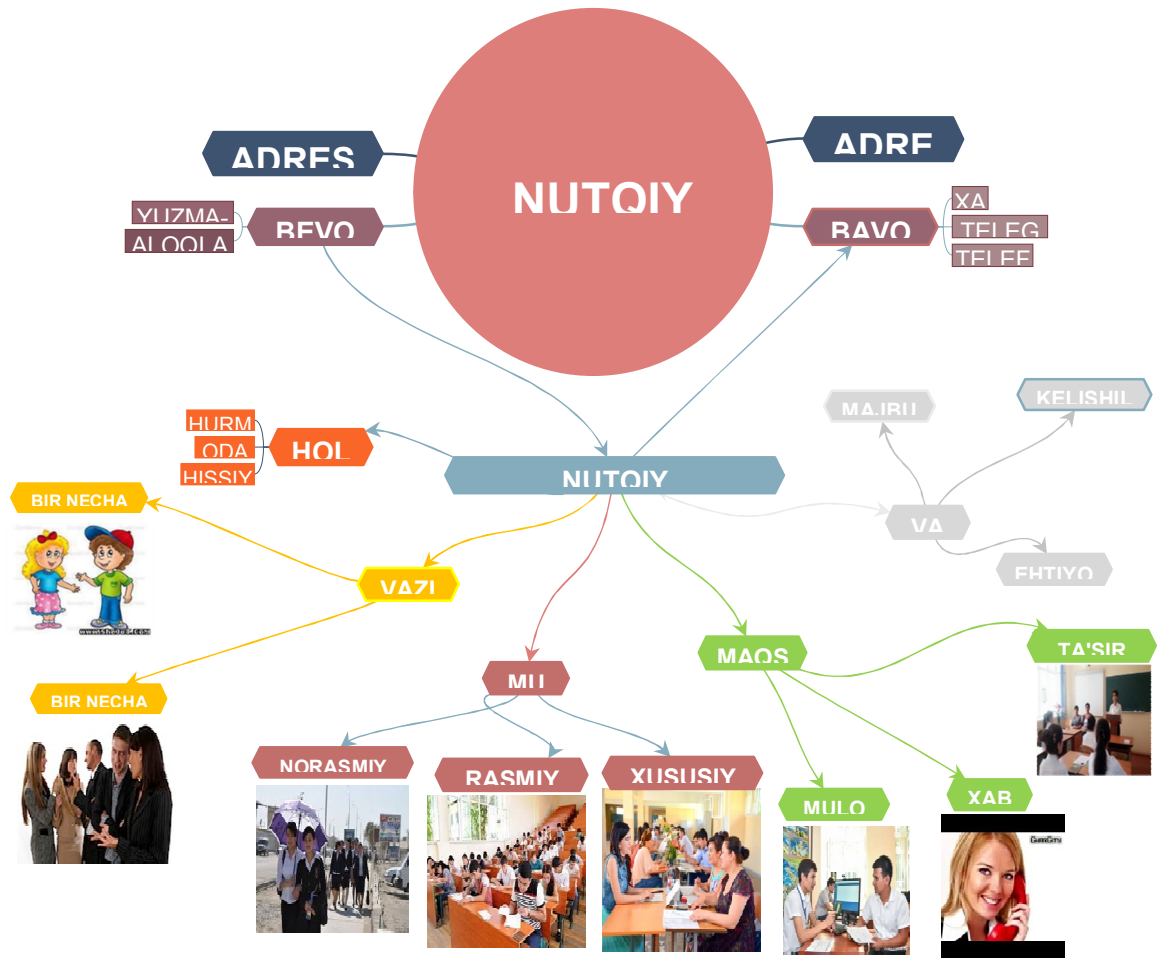 NUTQIY
ADRES
ADRE
YUZMA-
ALOQLA
BEVO
BAVO
XA
TELEG
TELEF
HURM
ODA
HISSIY
HOL
NUTQIY
MAJBU
KELISHIL
VA
EHTIYO
BIR NECHA
VAZI
BIR NECHA
MU
MAQS
TA'SIR
NORASMIY
RASMIY
XUSUSIY
MULO
XAB